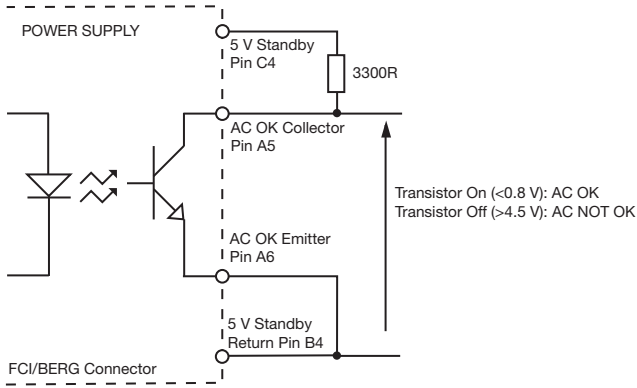 POWER SUPPLY
5 V Standby
Pin C4
3300R
AC OK Collector
Pin A5
Transistor On (<0.8 V): AC OK
Transistor Off (>4.5 V): AC NOT OK
AC OK Emitter
Pin A6
5 V Standby
Return Pin B4
FCI/BERG Connector